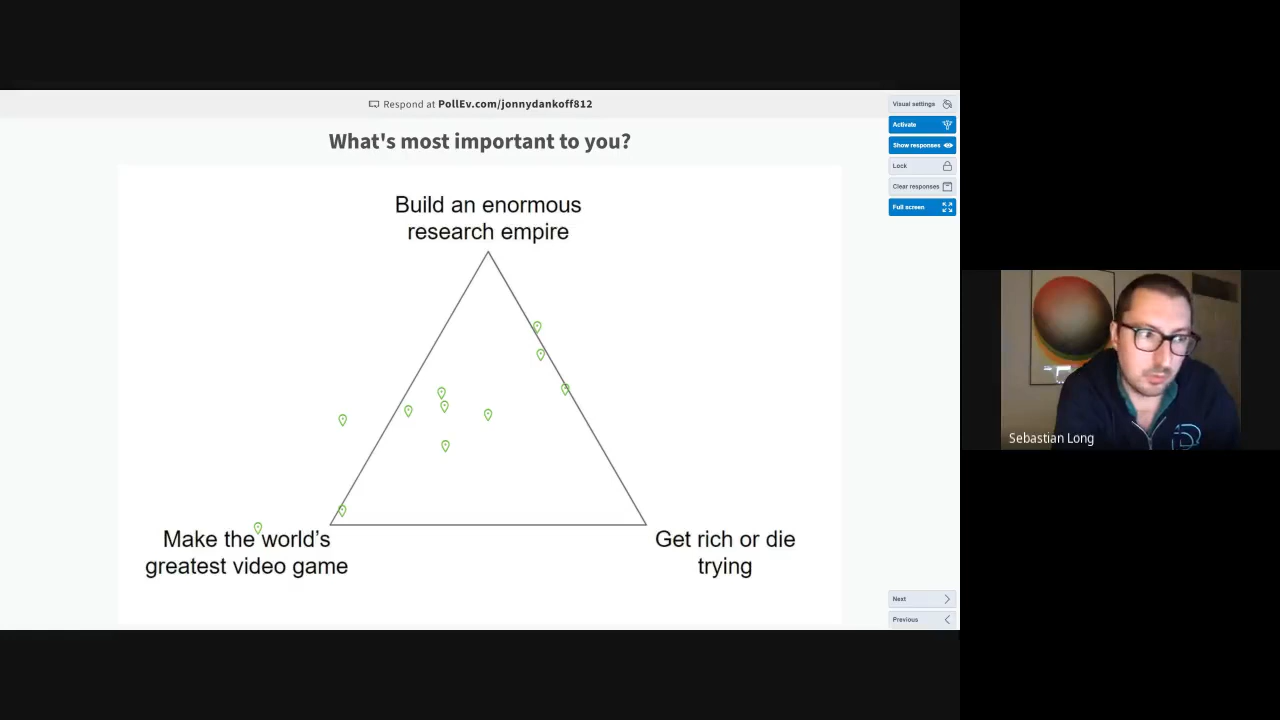 Respond at PollEv.com/jonnydankoff812
What's most important to you?
Build an enormous
research empire
Make the world's
greatest video game
Get rich or die
trying
Visual settings
Activate
Show responses
Lock
Clear responses
Full screen
Next
Previous
Sebastian Long